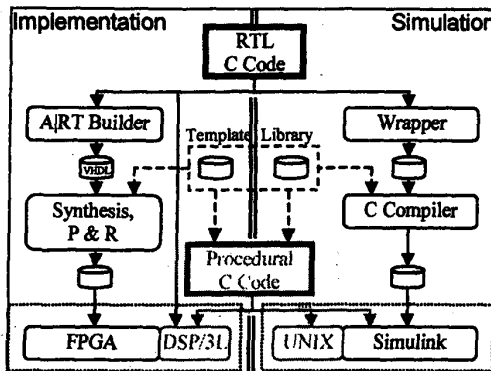 Implementation
Simulation
RTL
C Code
A|RT Builder
Wrapper
Template Library
VHDL
Synthesis,
P & R
C Compiler
Procedural
C Code
FPGA
DSP/3L
UNIX
Simulink